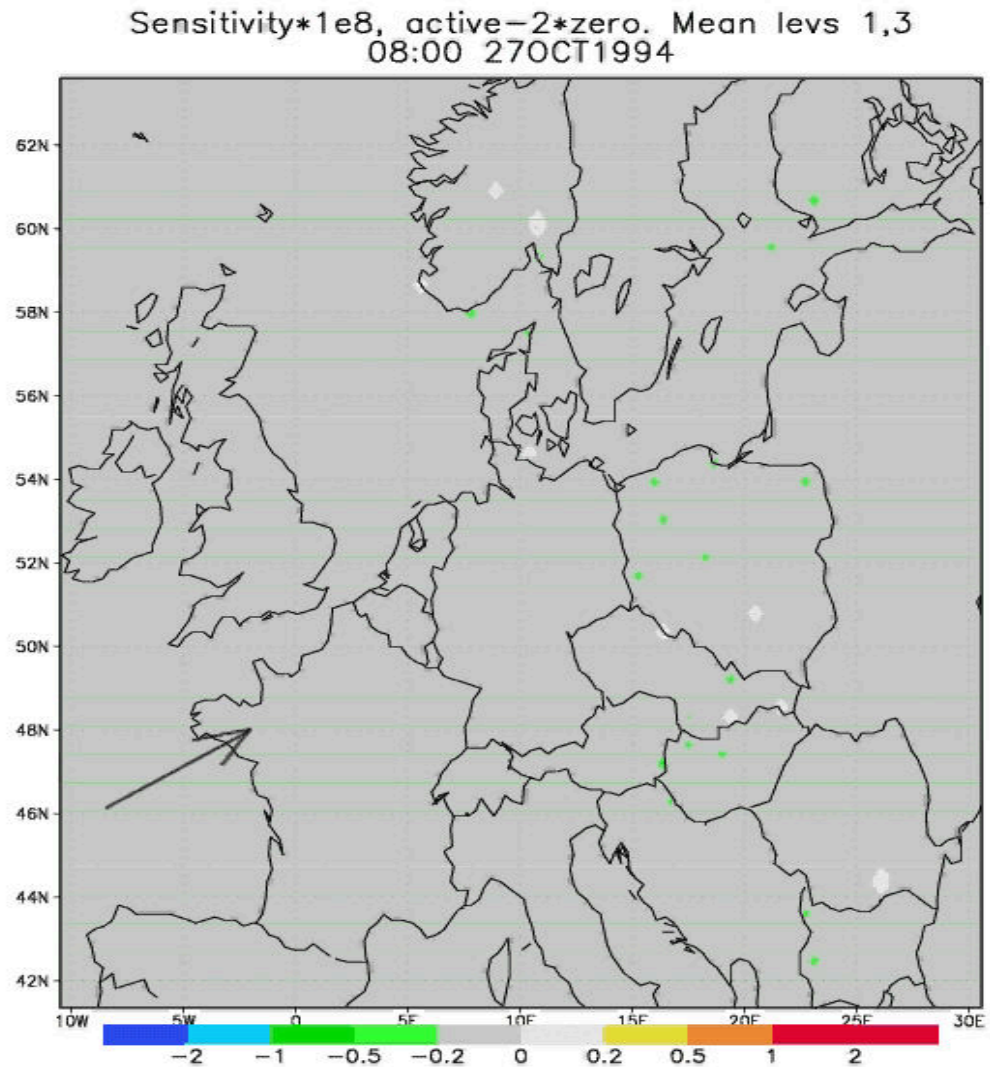 Sensitivity*1e8, active-2*zero. Mean levs 1,3
08:00 27OCT1994
62N
60N
58N
56N
54N
52N
50N
48N
46N
44N
42N
10W 5W 0 5E 10E 15E 20E 25E 30E
-2 -1 -0.5 -0.2 0 0.2 0.5 1 2